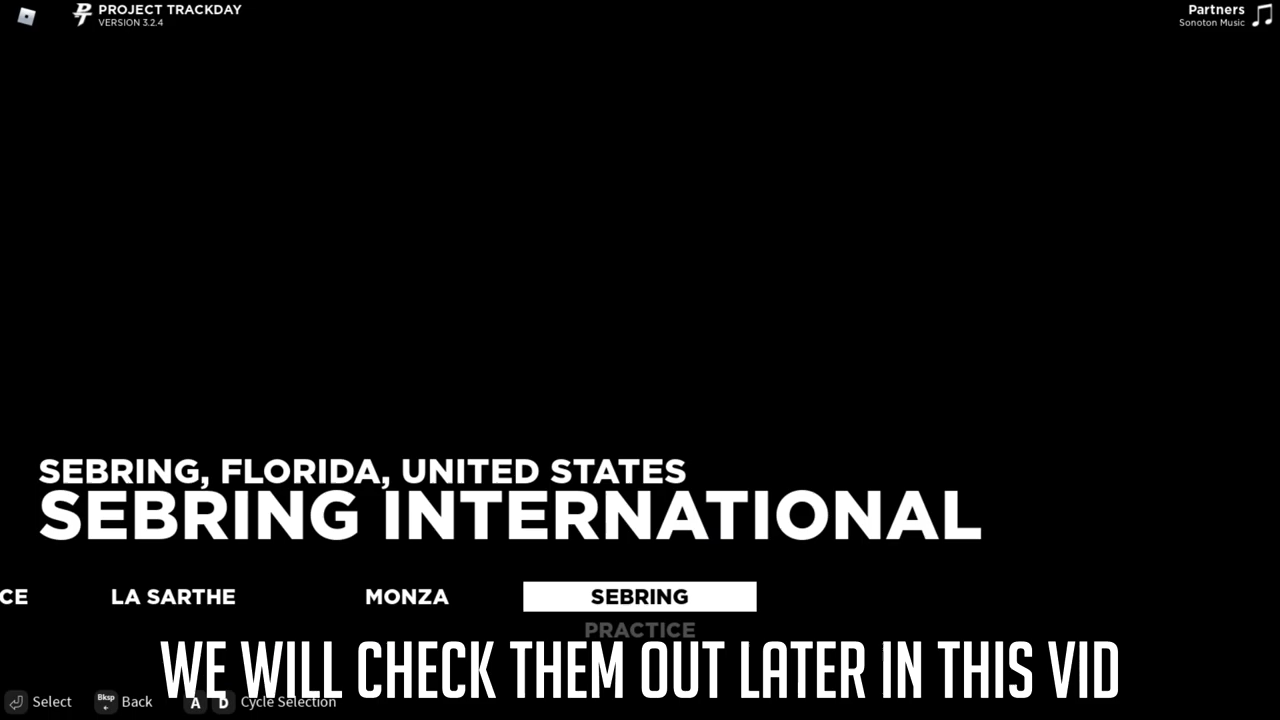 PROJECT TRACKDAY
VERSION 3.2.4
Partners
Sonoton Music
SEBRING, FLORIDA, UNITED STATES
SEBRING INTERNATIONAL
CE LA SARTHE MONZA SEBRING
PRACTICE
WE WILL CHECK THEM OUT LATER IN THIS VID
Select Bksp Back A D Cycle Selection